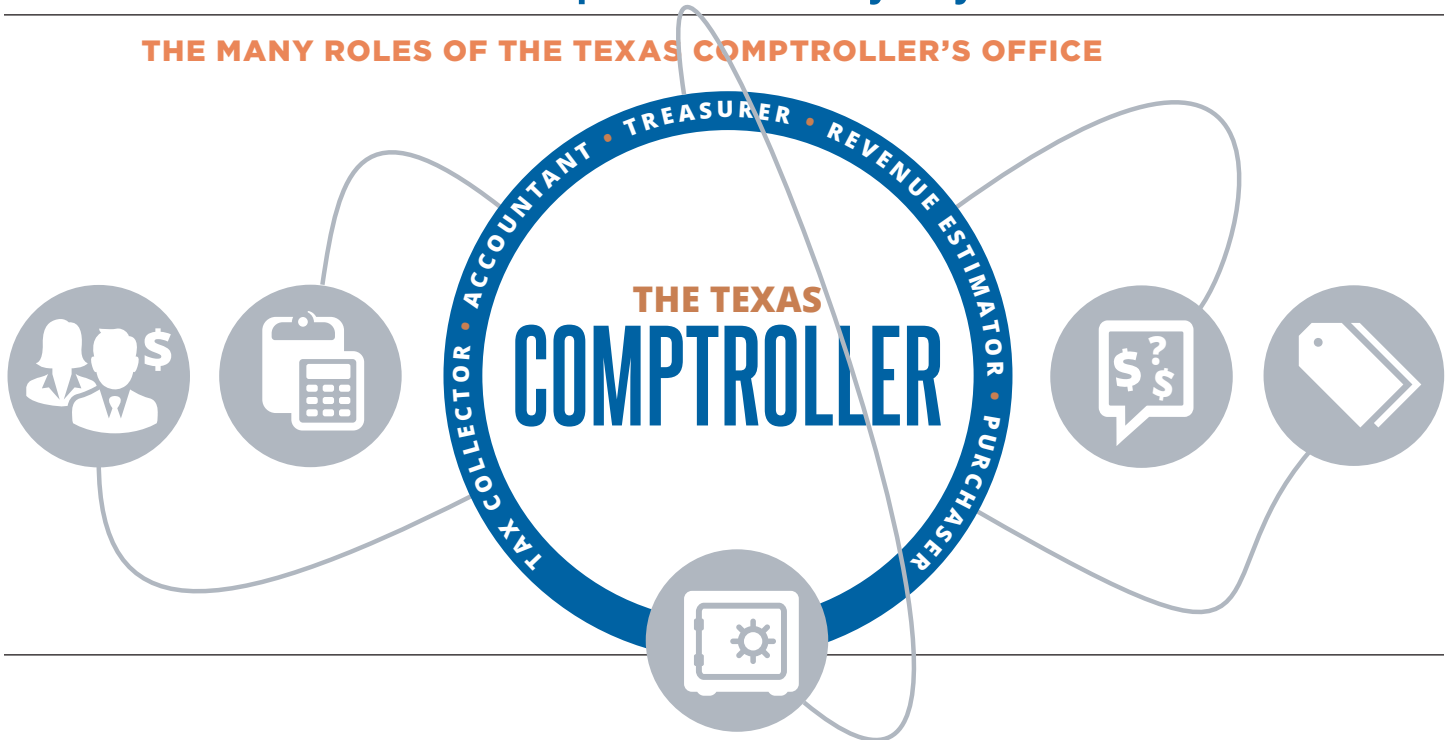 THE MANY ROLES OF THE TEXAS COMPTROLLER’S OFFICE
TAX COLLECTOR • ACCOUNTANT • TREASURER • REVENUE ESTIMATOR • PURCHASER
THE TEXAS
COMPTROLLER
$
$ ? $